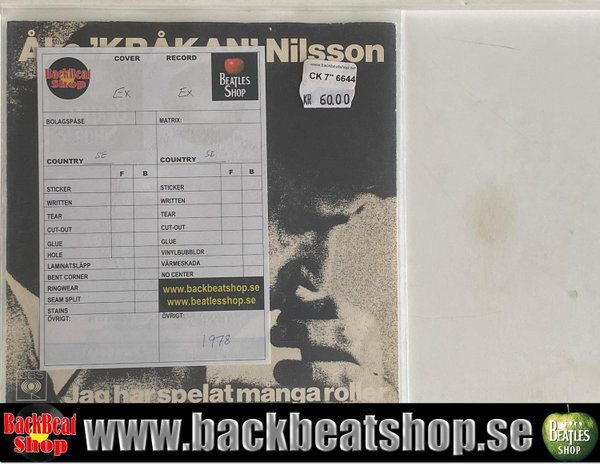 'KRÅKAN' Nilsson
BackBeat Shop
COVER RECORD
BEATLES SHOP
Ex Ex
www.backbeatshop.se
CK 7" 6644
KR 60.00
BOLAGSPÅSE MATRIX:
COUNTRY SE COUNTRY SE
F B F B
STICKER STICKER
WRITTEN WRITTEN
TEAR TEAR
CUT-OUT CUT-OUT
GLUE GLUE
HOLE VINYLBUBBLOR
LAMINATSLÄPP VÄRMESKADA
BENT CORNER NO CENTER
RINGWEAR www.backbeatshop.se
SEAM SPLIT www.beatlesshop.se
STAINS
ÖVRIGT: ÖVRIGT:
1978
Jag har spelat många roller
BackBeat Shop www.backbeatshop.se BEATLES SHOP